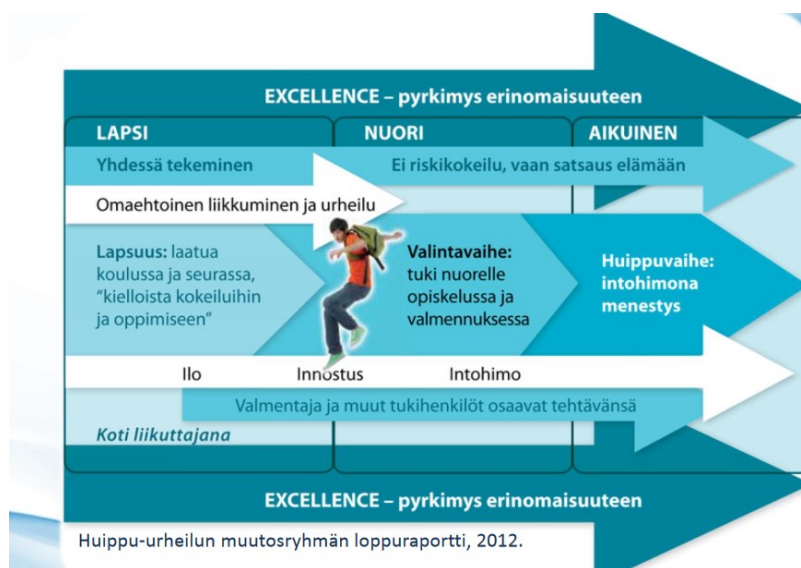 EXCELLENCE – pyrkimys erinomaisuuteen
LAPSI
NUORI
AIKUINEN
Yhdessä tekeminen
Ei riskikokeilu, vaan satsaus elämään
Omaehtoinen liikkuminen ja urheilu
Lapsuus: laatua
koulussa ja seurassa,
"kielloista kokeiluihin
ja oppimiseen"
Valintavaihe:
tuki nuorelle
opiskelussa ja
valmennuksessa
Huippuvaihe:
intohimona
menestys
Ilo
Innostus
Intohimo
Valmentaja ja muut tukihenkilöt osaavat tehtävänsä
Koti liikuttajana
EXCELLENCE – pyrkimys erinomaisuuteen
Huippu-urheilun muutosryhmän loppuraportti, 2012.